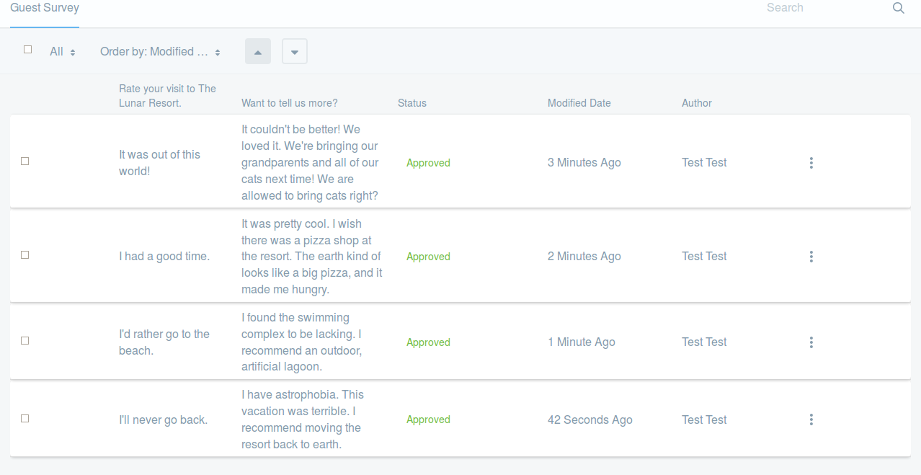 Guest Survey
Search
All
Order by: Modified ...
Rate your visit to The
Lunar Resort.
Want to tell us more?
Status
Modified Date
Author
It was out of this
world!
It couldn't be better! We
loved it. We're bringing our
grandparents and all of our
cats next time! We are
allowed to bring cats right?
Approved
3 Minutes Ago
Test Test
I had a good time.
It was pretty cool. I wish
there was a pizza shop at
the resort. The earth kind of
looks like a big pizza, and it
made me hungry.
Approved
2 Minutes Ago
Test Test
I'd rather go to the
beach.
I found the swimming
complex to be lacking. I
recommend an outdoor,
artificial lagoon.
Approved
1 Minute Ago
Test Test
I'll never go back.
I have astrophobia. This
vacation was terrible. I
recommend moving the
resort back to earth.
Approved
42 Seconds Ago
Test Test